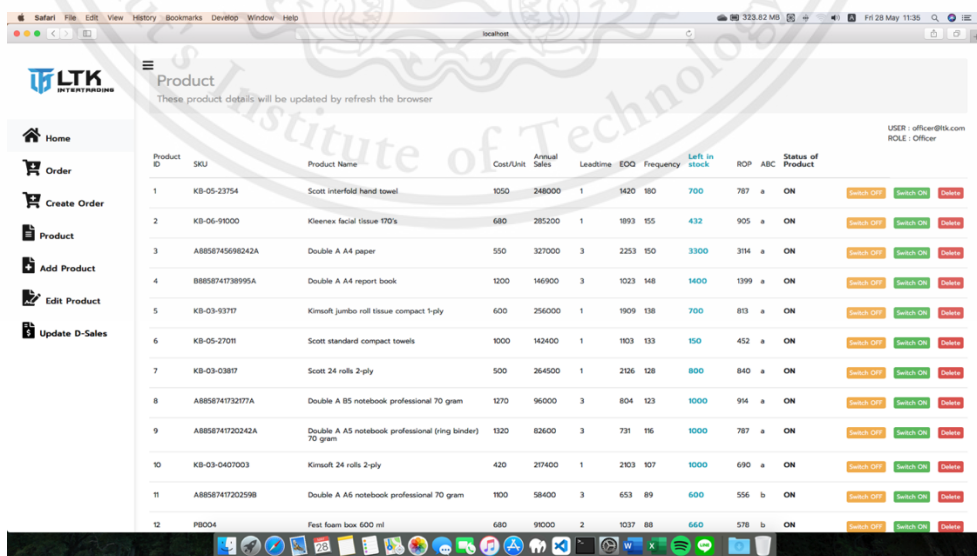 Safari File Edit View History Bookmarks Develop Window Help 323.82 MB Fri 28 May 11:35
localhost
LTK
INTERTRADING
Product
These product details will be updated by refresh the browser
's Institute of Technolog
USER : officer@ltk.com
ROLE : Officer
Home
Order
Create Order
Product
Add Product
Edit Product
Update D-Sales
Product ID SKU Product Name Cost/Unit Annual Sales Leadtime EOQ Frequency Left in stock ROP ABC Status of Product
1 KB-05-23754 Scott interfold hand towel 1050 248000 1 1420 180 700 787 a ON Switch OFF Switch ON Delete
2 KB-06-91000 Kleenex facial tissue 170's 680 285200 1 1893 155 432 905 a ON Switch OFF Switch ON Delete
3 A8858745698242A Double A A4 paper 550 327000 3 2253 150 3300 3114 a ON Switch OFF Switch ON Delete
4 B8858741738995A Double A A4 report book 1200 146900 3 1023 148 1400 1399 a ON Switch OFF Switch ON Delete
5 KB-03-93717 Kimsoft jumbo roll tissue compact 1-ply 600 256000 1 1909 138 700 813 a ON Switch OFF Switch ON Delete
6 KB-05-27011 Scott standard compact towels 1000 142400 1 1103 133 150 452 a ON Switch OFF Switch ON Delete
7 KB-03-03817 Scott 24 rolls 2-ply 500 264500 1 2126 128 800 840 a ON Switch OFF Switch ON Delete
8 A8858741732177A Double A B5 notebook professional 70 gram 1270 96000 3 804 123 1000 914 a ON Switch OFF Switch ON Delete
9 A8858741720242A Double A A5 notebook professional (ring binder) 70 gram 1320 82600 3 731 116 1000 787 a ON Switch OFF Switch ON Delete
10 KB-03-0407003 Kimsoft 24 rolls 2-ply 420 217400 1 2103 107 1000 690 a ON Switch OFF Switch ON Delete
11 A8858741720259B Double A A6 notebook professional 70 gram 1100 58400 3 653 89 600 556 b ON Switch OFF Switch ON Delete
12 PB004 Fest foam box 600 ml 680 91000 2 1037 88 660 578 b ON Switch OFF Switch ON Delete